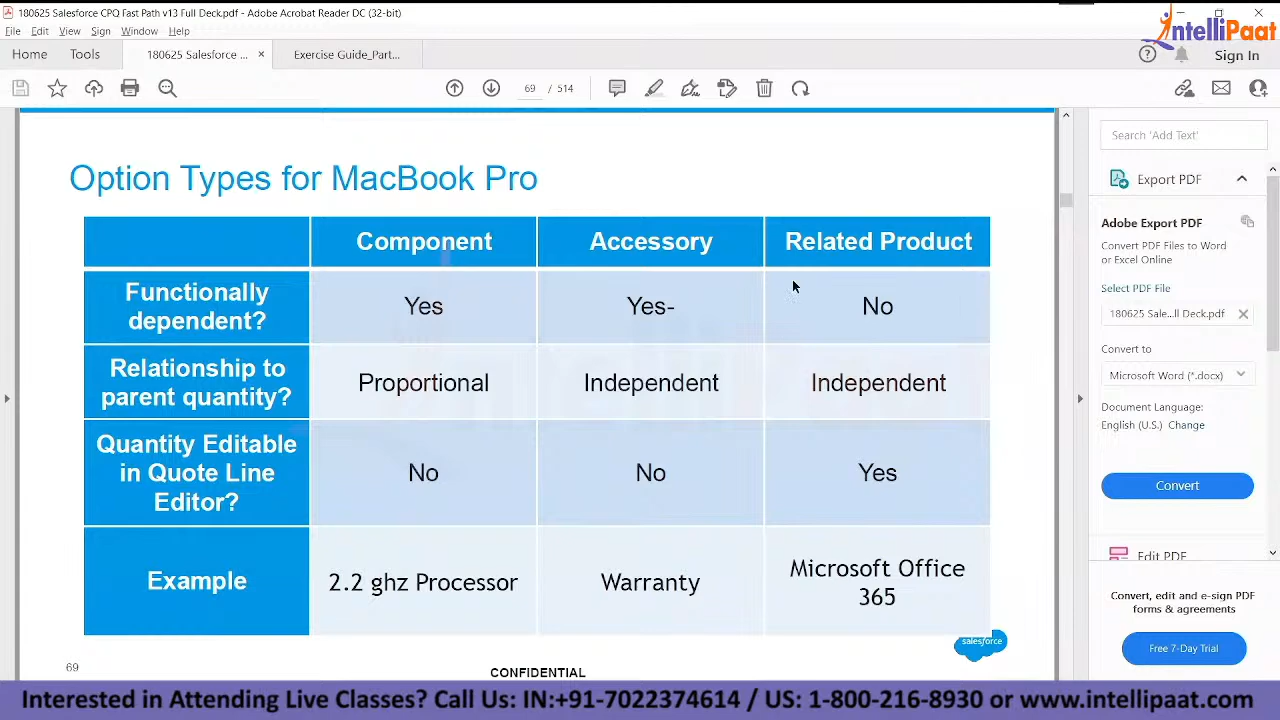 180625 Salesforce CPQ Fast Path v13 Full Deck.pdf - Adobe Acrobat Reader DC (32-bit)
IntelliPaat
File Edit View Sign Window Help
Home Tools 180625 Salesforce ... × Exercise Guide_Part... Sign In
69 / 514
Search 'Add Text'
Export PDF
Adobe Export PDF
Convert PDF Files to Word
or Excel Online
Select PDF File
180625 Sale...ll Deck.pdf
Convert to
Microsoft Word (*.docx)
Document Language:
English (U.S.) Change
Convert
Edit PDF
Convert, edit and e-sign PDF
forms & agreements
Free 7-Day Trial
Option Types for MacBook Pro
Component Accessory Related Product
Functionally
dependent?
Yes Yes- No
Relationship to
parent quantity?
Proportional Independent Independent
Quantity Editable
in Quote Line
Editor?
No No Yes
Example
2.2 ghz Processor Warranty Microsoft Office
365
salesforce
69
CONFIDENTIAL
Interested in Attending Live Classes? Call Us: IN:+91-7022374614 / US: 1-800-216-8930 or www.intellipaat.com